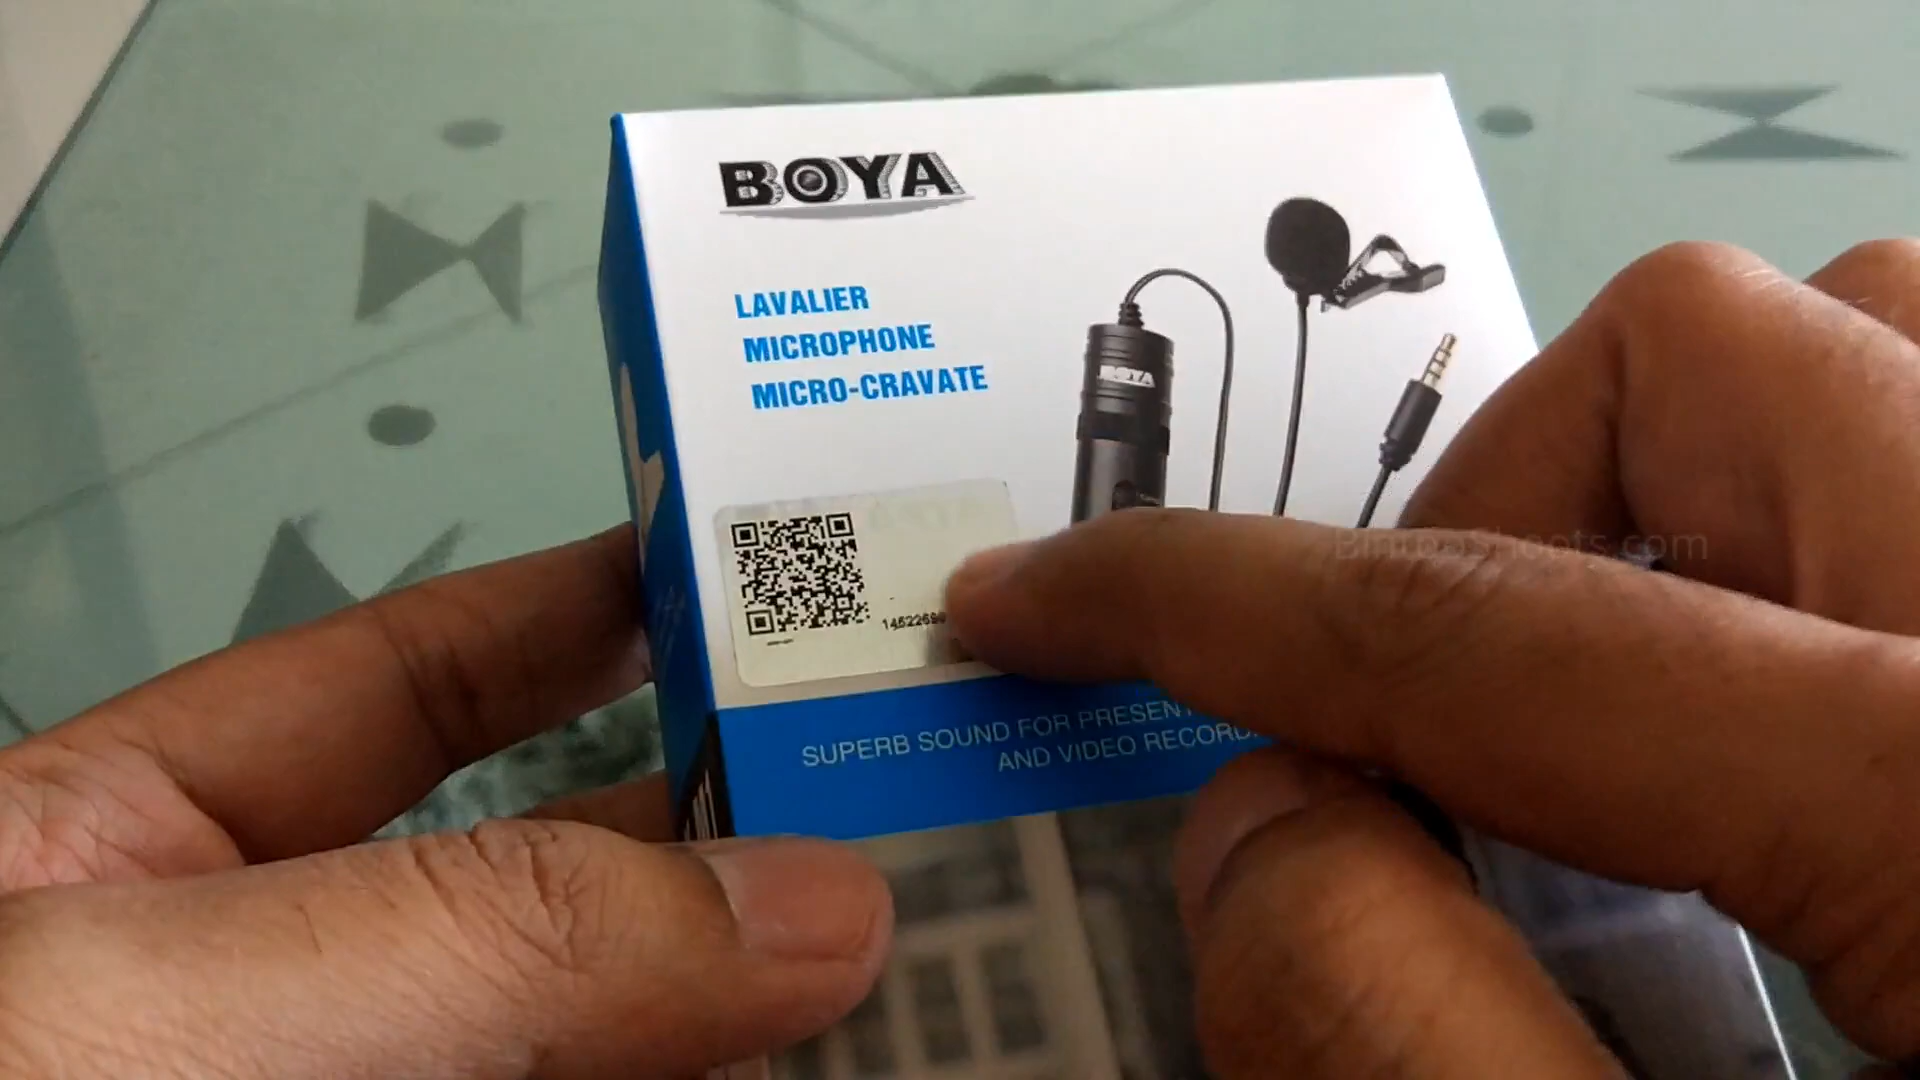 BOYA
LAVALIER
MICROPHONE
MICRO-CRAVATE
BOYA
SUPERB SOUND FOR PRESENT
AND VIDEO RECORD